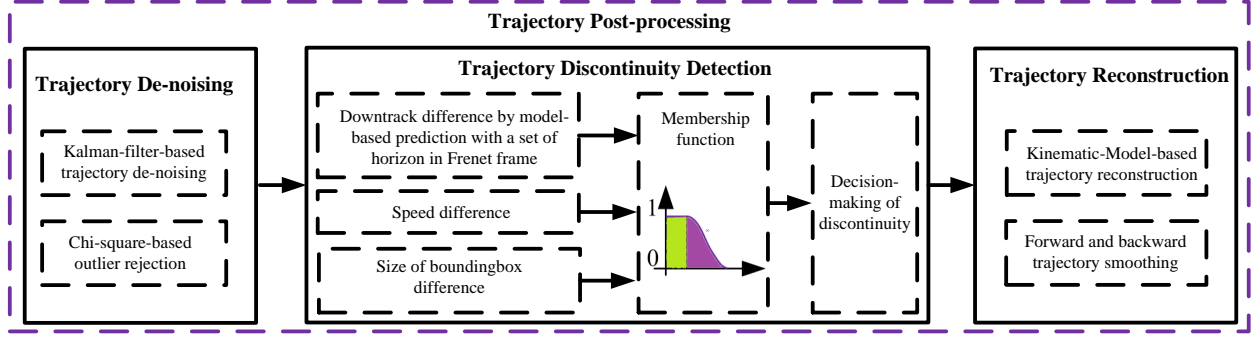 Trajectory Post-processing
Trajectory De-noising
Kalman-filter-based
trajectory de-noising
Chi-square-based
outlier rejection
Trajectory Discontinuity Detection
Downtrack difference by model-
based prediction with a set of
horizon in Frenet frame
Speed difference
Size of boundingbox
difference
Membership
function
1
0
Decision-
making of
discontinuity
Trajectory Reconstruction
Kinematic-Model-based
trajectory reconstruction
Forward and backward
trajectory smoothing